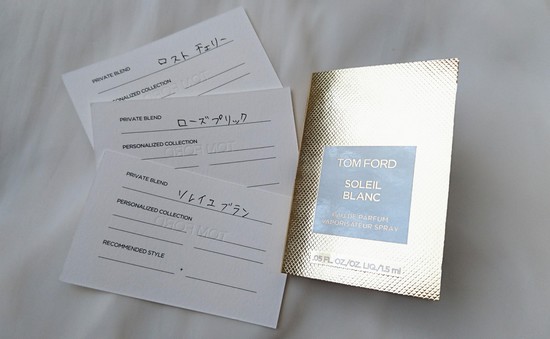 PRIVATE BLEND ロスト チェリー
PERSONALIZED COLLECTION
PRIVATE BLEND ローズプリック
PERSONALIZED COLLECTION
PRIVATE BLEND ソレイユブラン
PERSONALIZED COLLECTION
RECOMMENDED STYLE
TOM FORD
SOLEIL
BLANC
EAU DE PARFUM
VAPORISATEUR SPRAY
.05 FL. OZ./OZ. LIQ./1.5 ml